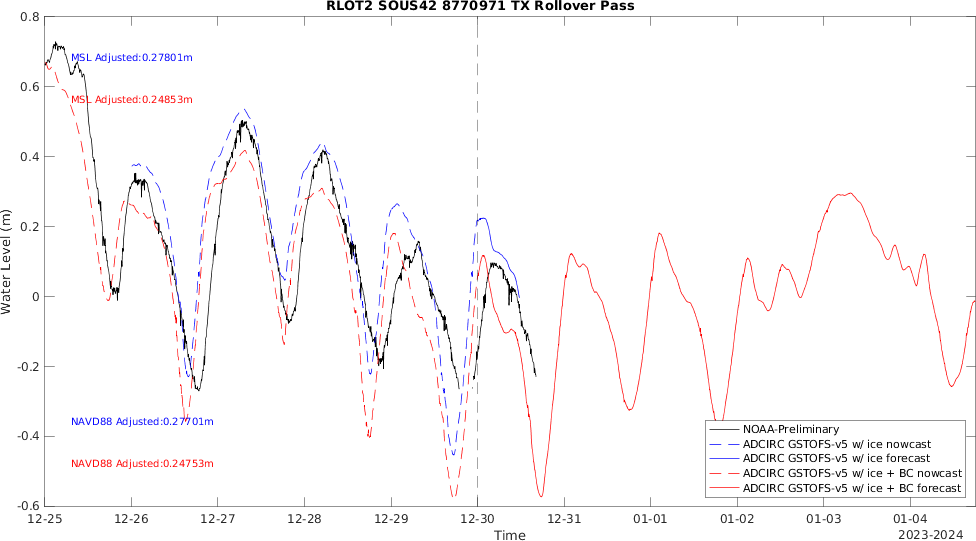 RLOT2 SOUS42 8770971 TX Rollover Pass
0.8
0.6
0.4
0.2
0
-0.2
-0.4
-0.6
Water Level (m)
MSL Adjusted:0.27801m
MSL Adjusted:0.24853m
NAVD88 Adjusted:0.27701m
NAVD88 Adjusted:0.24753m
NOAA-Preliminary
ADCIRC GSTOFS-v5 w/ ice nowcast
ADCIRC GSTOFS-v5 w/ ice forecast
ADCIRC GSTOFS-v5 w/ ice + BC nowcast
ADCIRC GSTOFS-v5 w/ ice + BC forecast
12-25 12-26 12-27 12-28 12-29 12-30 12-31 01-01 01-02 01-03 01-04
Time
2023-2024